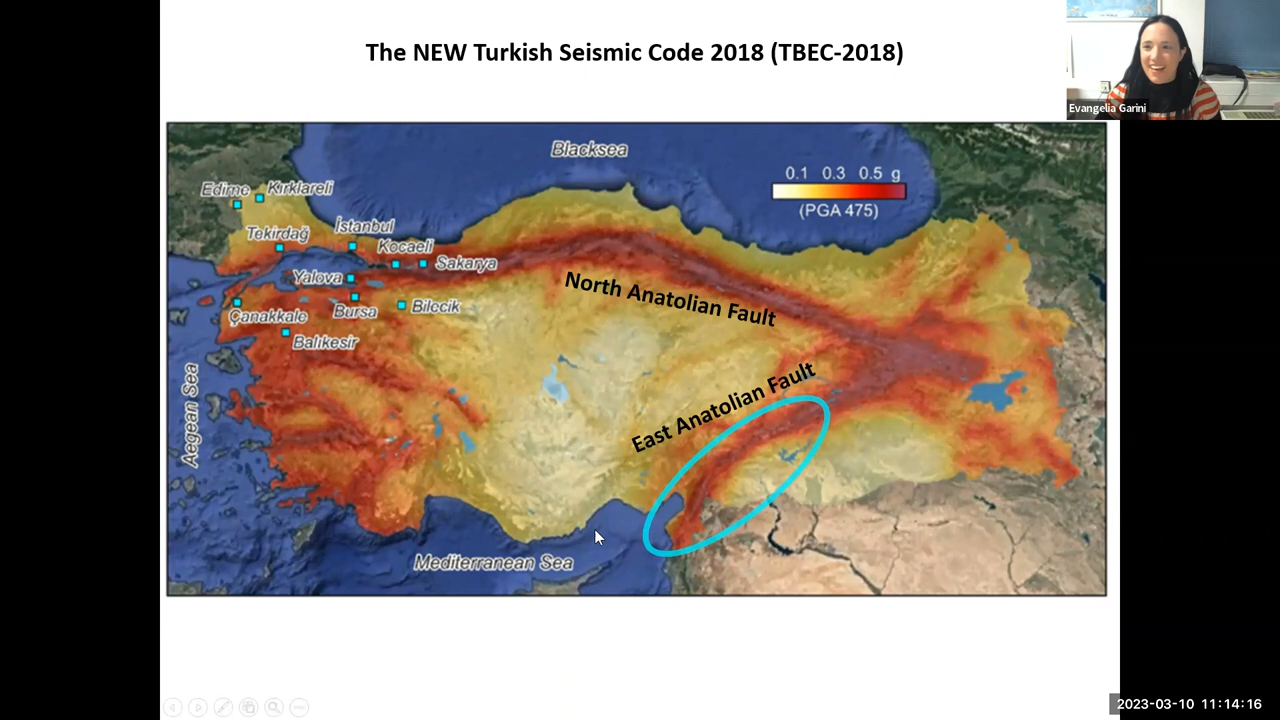 The NEW Turkish Seismic Code 2018 (TBEC-2018)
Evangelia Garini
Blacksea
0.1 0.3 0.5 g
(PGA 475)
Edirne
Kırklareli
Tekirdağ
İstanbul
Kocaeli
Sakarya
Yalova
Çanakkale
Bursa
Bilecik
Balıkesir
North Anatolian Fault
East Anatolian Fault
Aegean Sea
Mediterranean Sea
2023-03-10 11:14:16